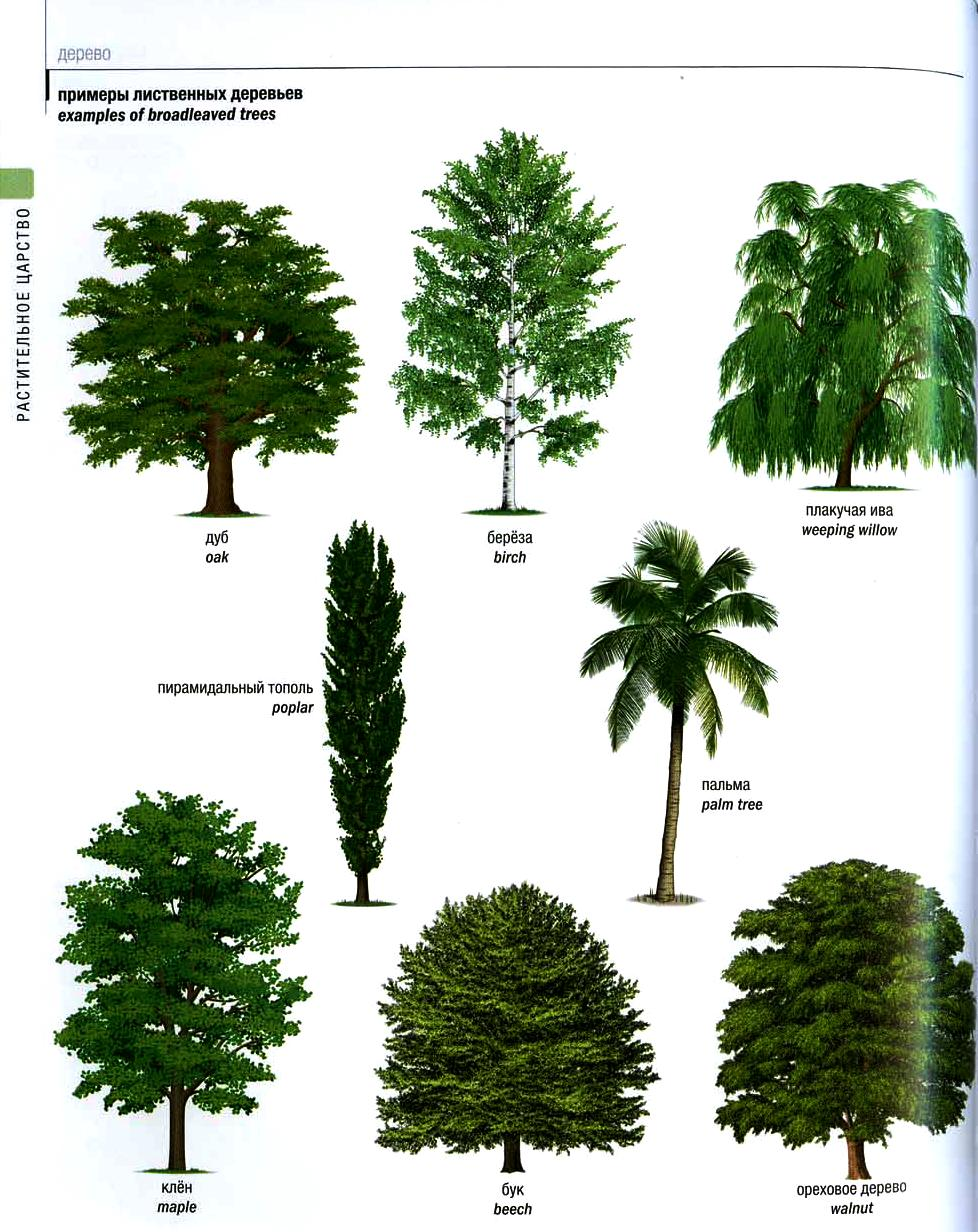 дерево
примеры лиственных деревьев
examples of broadleaved trees
РАСТИТЕЛЬНОЕ ЦАРСТВО
дуб
oak
берёза
birch
плакучая ива
weeping willow
пирамидальный тополь
poplar
пальма
palm tree
клён
maple
бук
beech
ореховое дерево
walnut